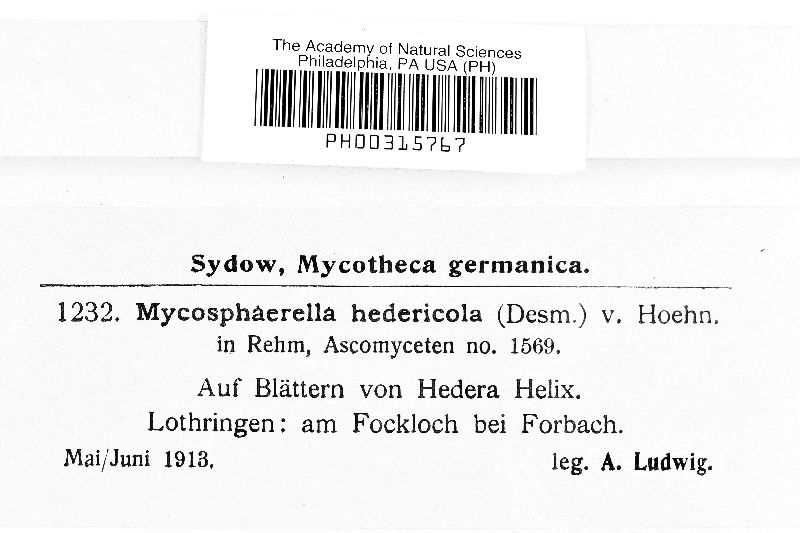 The Academy of Natural Sciences
Philadelphia, PA USA (PH)
PH00315767
Sydow, Mycotheca germanica.
1232. Mycosphaerella hedericola (Desm.) v. Hoehn.
in Rehm, Ascomyceten no. 1569.
Auf Blättern von Hedera Helix.
Lothringen: am Fockloch bei Forbach.
Mai/Juni 1913. leg. A. Ludwig.